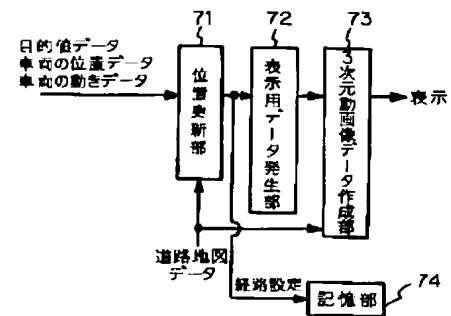 71
72
73
目的値データ
車両の位置データ
車両の動きデータ
位置更新部
表示用データ発生部
3次元動画像データ作成部
表示
道路地図
データ
経路設定
記憶部
74